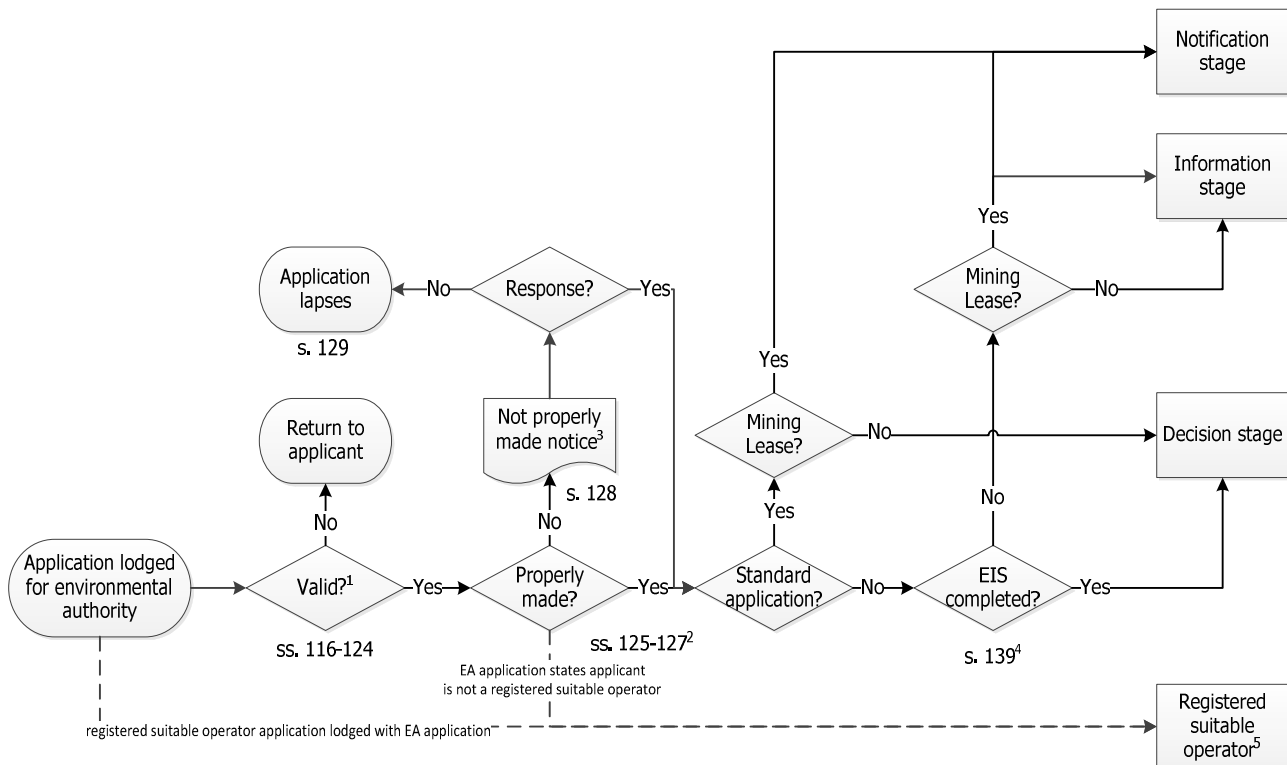 Notification
stage
Information
stage
Yes
Application
lapses
No
Response?
Yes
Mining
Lease?
No
s. 129
Yes
Return to
applicant
Not properly
made notice³
Mining
Lease?
No
Decision stage
s. 128
No
No
Yes
No
Application lodged
for environmental
authority
Valid?¹
Yes
Properly
made?
Yes
Standard
application?
No
EIS
completed?
Yes
ss. 116-124
ss. 125-127²
s. 139⁴
EA application states applicant
is not a registered suitable operator
registered suitable operator application lodged with EA application
Registered
suitable
operator⁵